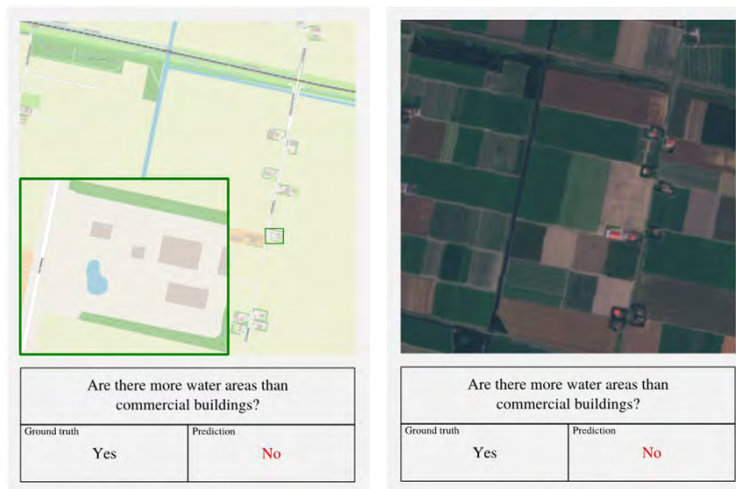 Are there more water areas than
commercial buildings?
Ground truth
Yes
Prediction
No
Are there more water areas than
commercial buildings?
Ground truth
Yes
Prediction
No